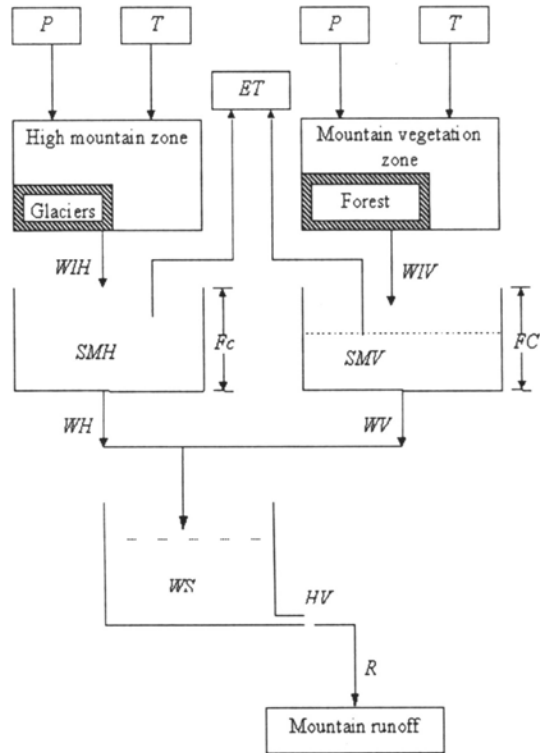 P
T
P
T
ET
High mountain zone
Mountain vegetation
zone
Glaciers
Forest
WIH
WIV
SMH
Fc
SMV
FC
WH
WV
WS
HV
R
Mountain runoff